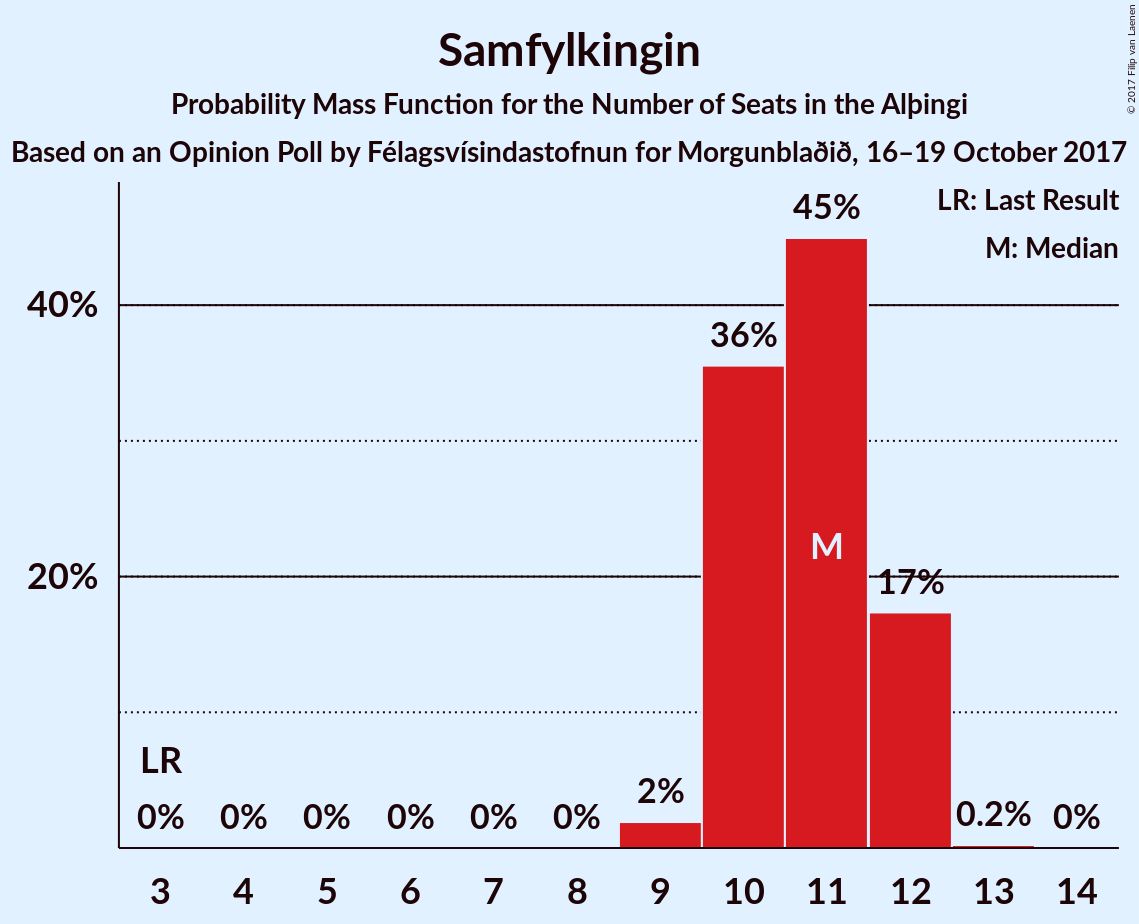 Samfylkingin
Probability Mass Function for the Number of Seats in the Alþingi
Based on an Opinion Poll by Félagsvísindastofnun for Morgunblaðið, 16–19 October 2017
© 2017 Filip van Laenen
LR: Last Result
M: Median
45%
40%
36%
M
20%
17%
LR
2%
0% 0% 0% 0% 0% 0% 0.2% 0%
3 4 5 6 7 8 9 10 11 12 13 14